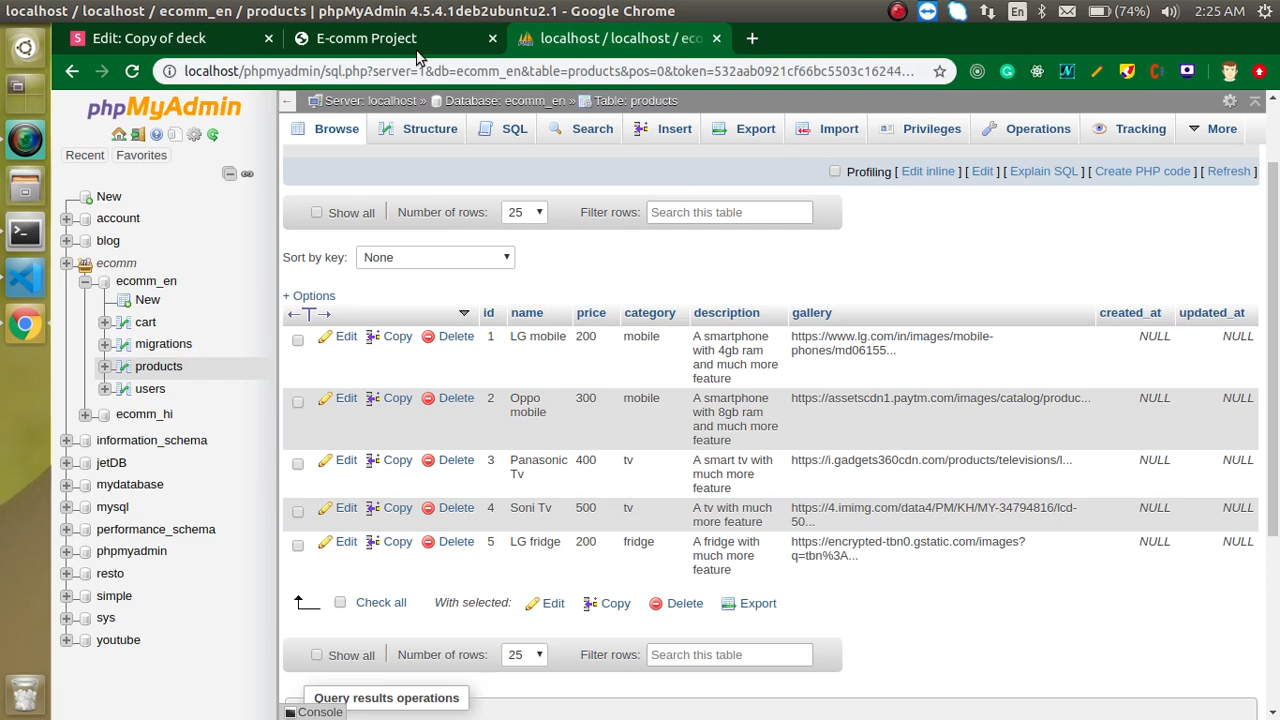 localhost / localhost / ecomm_en / products | phpMyAdmin 4.5.4.1deb2ubuntu2.1 - Google Chrome
En
(74%)
2:25 AM
Edit: Copy of deck
E-comm Project
localhost / localhost / eco
localhost/phpmyadmin/sql.php?server=1&db=ecomm_en&table=products&pos=0&token=532aab0921cf66bc5503c16244...
phpMyAdmin
Recent
Favorites
New
account
blog
ecomm
ecomm_en
New
cart
migrations
products
users
ecomm_hi
information_schema
jetDB
mydatabase
mysql
performance_schema
phpmyadmin
resto
simple
sys
youtube
Server: localhost » Database: ecomm_en » Table: products
Browse Structure SQL Search Insert Export Import Privileges Operations Tracking More
Profiling [ Edit inline ] [ Edit ] [ Explain SQL ] [ Create PHP code ] [ Refresh ]
Show all Number of rows: 25 Filter rows: Search this table
Sort by key: None
+ Options
id name price category description gallery created_at updated_at
Edit Copy Delete 1 LG mobile 200 mobile A smartphone https://www.lg.com/in/images/mobile- NULL NULL
with 4gb ram phones/md06155...
and much more
feature
Edit Copy Delete 2 Oppo 300 mobile A smartphone https://assetscdn1.paytm.com/images/catalog/produc... NULL NULL
mobile with 8gb ram
and much more
feature
Edit Copy Delete 3 Panasonic 400 tv A smart tv with https://i.gadgets360cdn.com/products/televisions/l... NULL NULL
Tv much more
feature
Edit Copy Delete 4 Soni Tv 500 tv A tv with much https://4.imimg.com/data4/PM/KH/MY-34794816/lcd- NULL NULL
more feature 50...
Edit Copy Delete 5 LG fridge 200 fridge A fridge with https://encrypted-tbn0.gstatic.com/images? NULL NULL
much more q=tbn%3A...
feature
Check all With selected: Edit Copy Delete Export
Show all Number of rows: 25 Filter rows: Search this table
Query results operations
Console